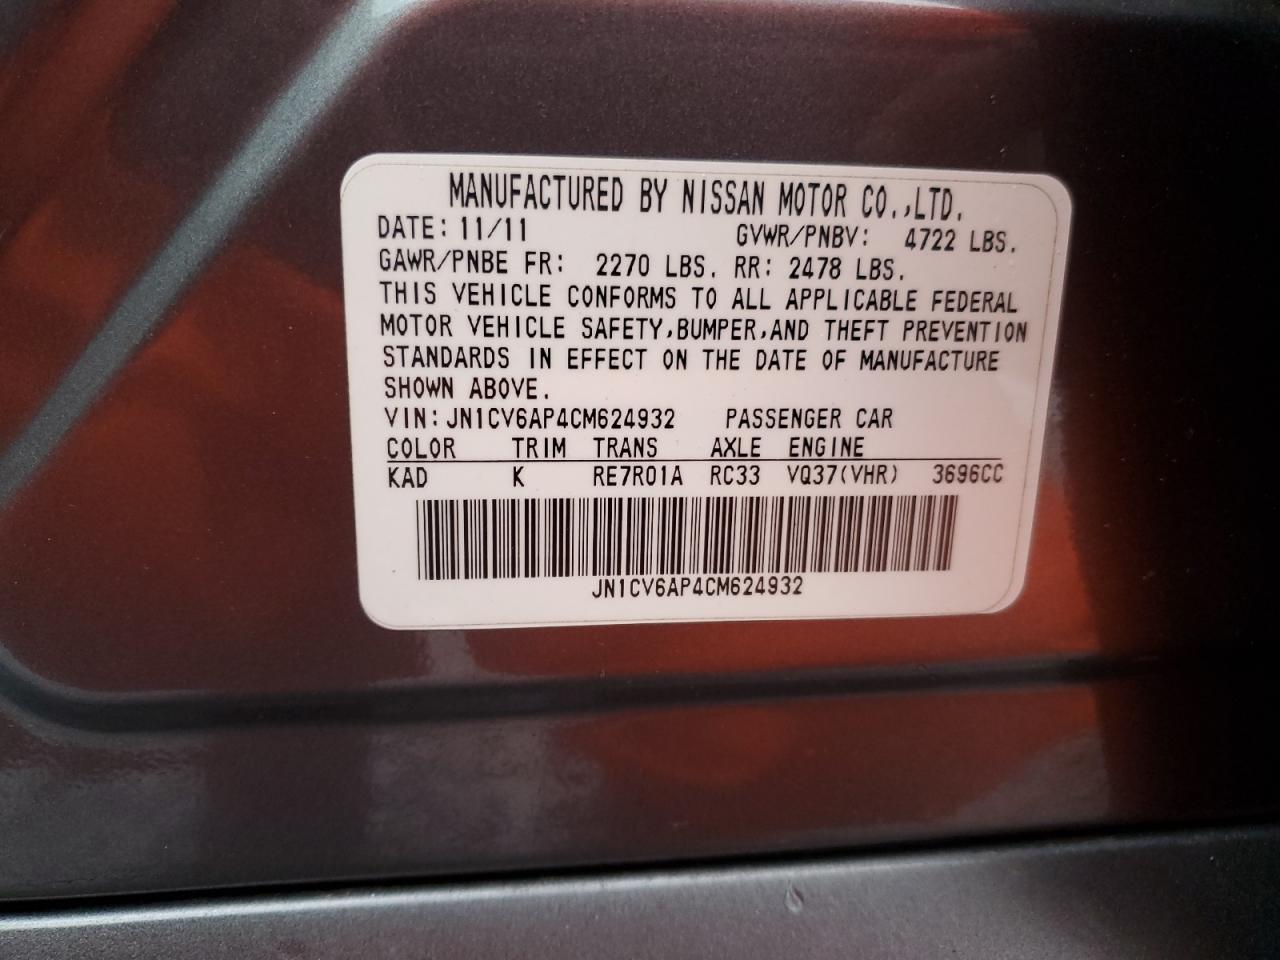 MANUFACTURED BY NISSAN MOTOR CO.,LTD.
DATE: 11/11 GVWR/PNBV: 4722 LBS.
GAWR/PNBE FR: 2270 LBS. RR: 2478 LBS.
THIS VEHICLE CONFORMS TO ALL APPLICABLE FEDERAL
MOTOR VEHICLE SAFETY,BUMPER,AND THEFT PREVENTION
STANDARDS IN EFFECT ON THE DATE OF MANUFACTURE
SHOWN ABOVE.
VIN:JN1CV6AP4CM624932 PASSENGER CAR
COLOR TRIM TRANS AXLE ENGINE
KAD K RE7R01A RC33 VQ37(VHR) 3696CC
JN1CV6AP4CM624932